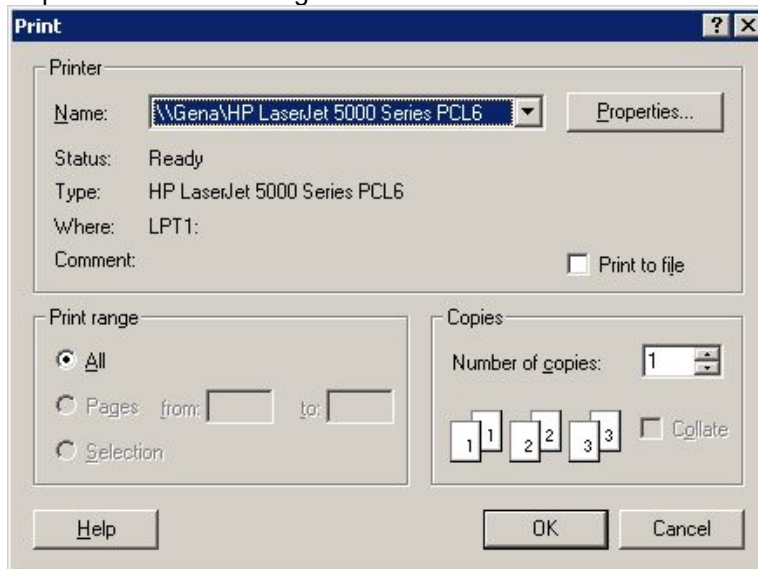 Print
Printer
Name: \\Gena\HP LaserJet 5000 Series PCL6 Properties...
Status: Ready
Type: HP LaserJet 5000 Series PCL6
Where: LPT1:
Comment: Print to file
Print range
All
Pages from: to:
Selection
Copies
Number of copies: 1
1 1 2 2 3 3 Collate
Help OK Cancel